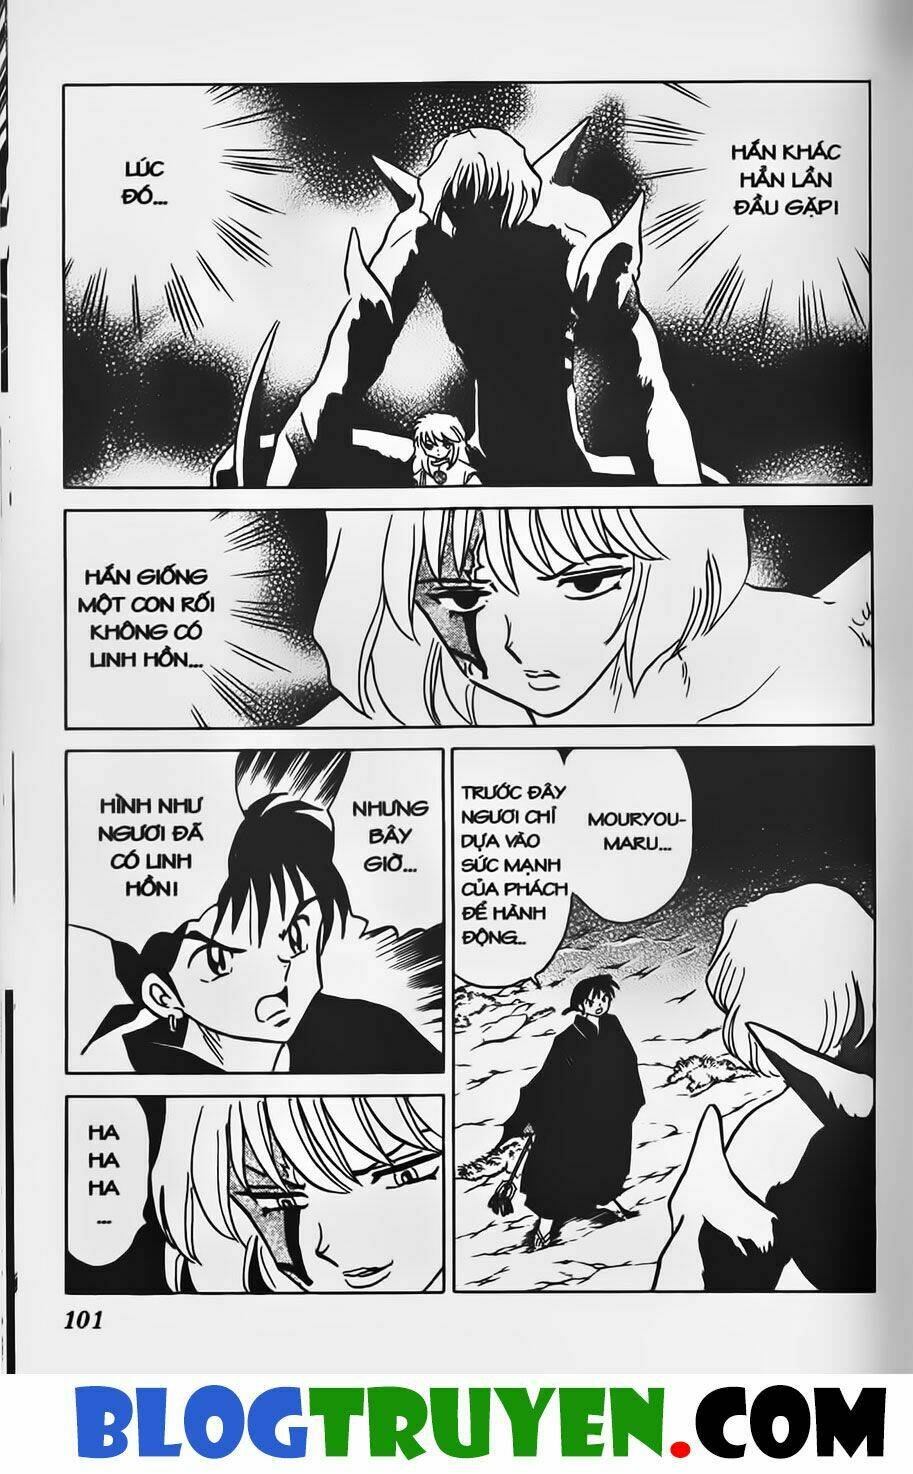 HẮN KHÁC
HẲN LẦN
ĐẦU GẶP!
LÚC
ĐÓ...
HẮN GIỐNG
MỘT CON RỐI
KHÔNG CÓ
LINH HỒN...
MOURYOU-
MARU...
TRƯỚC ĐÂY
NGƯƠI CHỈ
DỰA VÀO
SỨC MẠNH
CỦA PHÁCH
ĐỂ HÀNH
ĐỘNG...
NHƯNG
BÂY
GIỜ...
HÌNH NHƯ
NGƯƠI ĐÃ
CÓ LINH
HỒN!
HA
HA
HA
...
101
BLOGTRUYEN.COM